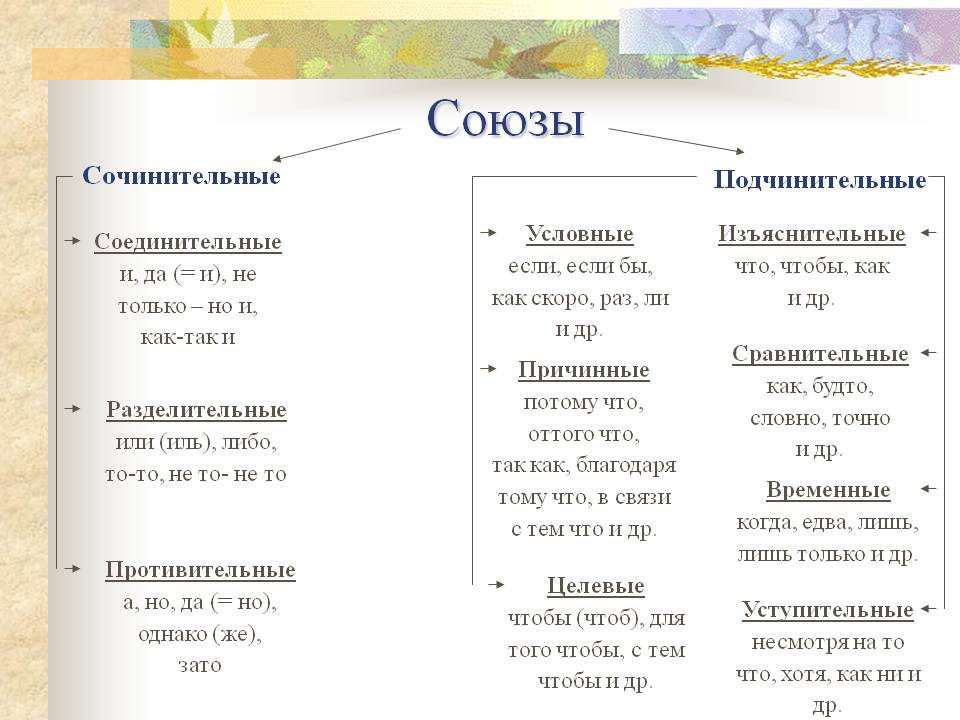 Союзы
Сочинительные
Соединительные
и, да (= и), не
только – но и,
как-так и
Разделительные
или (иль), либо,
то-то, не то- не то
Противительные
а, но, да (= но),
однако (же),
зато
Подчинительные
Условные
если, если бы,
как скоро, раз, ли
и др.
Причинные
потому что,
оттого что,
так как, благодаря
тому что, в связи
с тем что и др.
Целевые
чтобы (чтоб), для
того чтобы, с тем
чтобы и др.
Изъяснительные
что, чтобы, как
и др.
Сравнительные
как, будто,
словно, точно
и др.
Временные
когда, едва, лишь,
лишь только и др.
Уступительные
несмотря на то
что, хотя, как ни и
др.